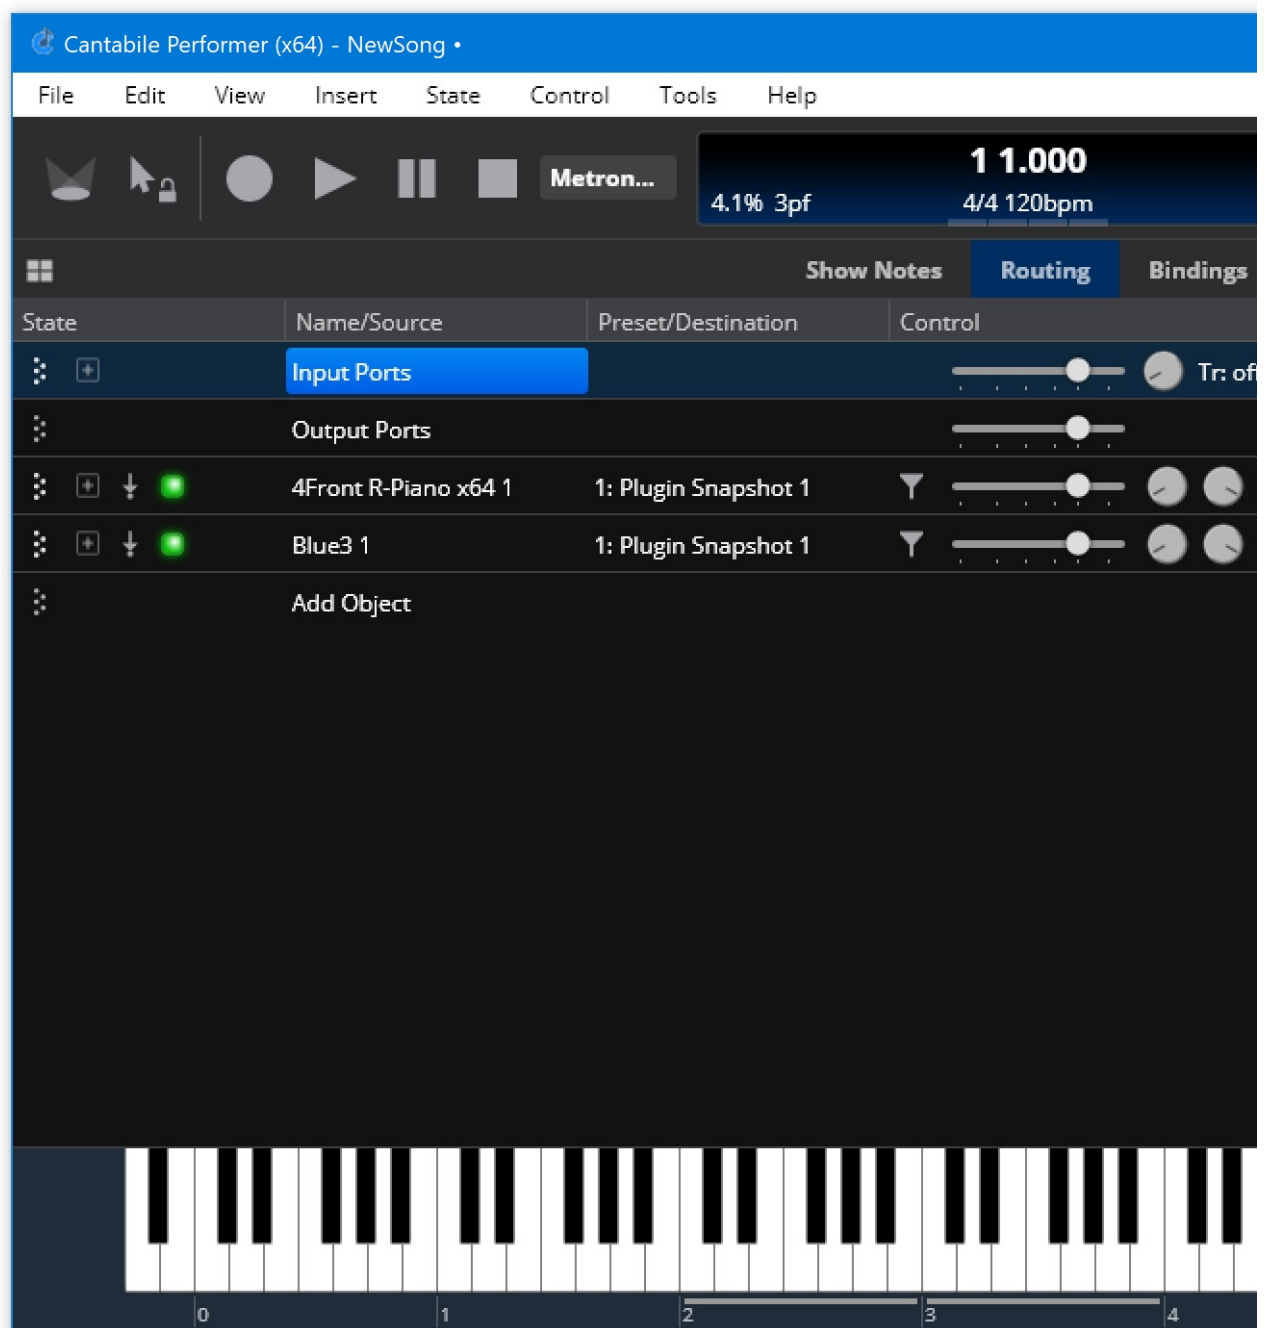 Cantabile Performer (x64) - NewSong •
File Edit View Insert State Control Tools Help
Metron...
1 1.000
4.1% 3pf 4/4 120bpm
Show Notes Routing Bindings
State Name/Source Preset/Destination Control
Input Ports Tr: off
Output Ports
4Front R-Piano x64 1 1: Plugin Snapshot 1
Blue3 1 1: Plugin Snapshot 1
Add Object
0 1 2 3 4